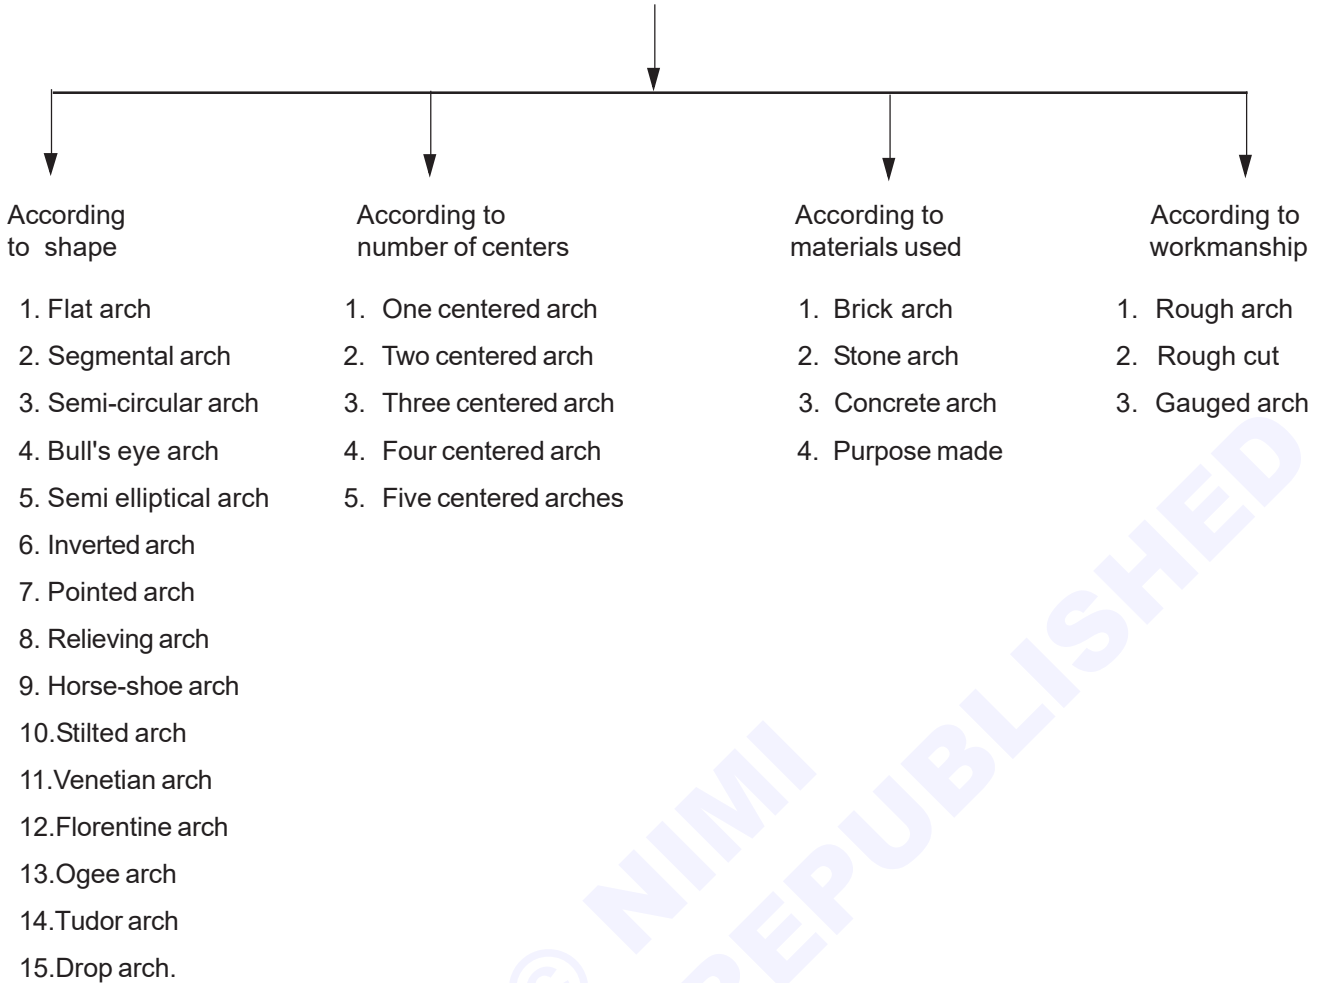 According
to shape
1. Flat arch
2. Segmental arch
3. Semi-circular arch
4. Bull's eye arch
5. Semi elliptical arch
6. Inverted arch
7. Pointed arch
8. Relieving arch
9. Horse-shoe arch
10.Stilted arch
11.Venetian arch
12.Florentine arch
13.Ogee arch
14.Tudor arch
15.Drop arch.
According to
number of centers
1. One centered arch
2. Two centered arch
3. Three centered arch
4. Four centered arch
5. Five centered arches
According to
materials used
1. Brick arch
2. Stone arch
3. Concrete arch
4. Purpose made
According to
workmanship
1. Rough arch
2. Rough cut
3. Gauged arch
© NIMI
REPUBLISHED